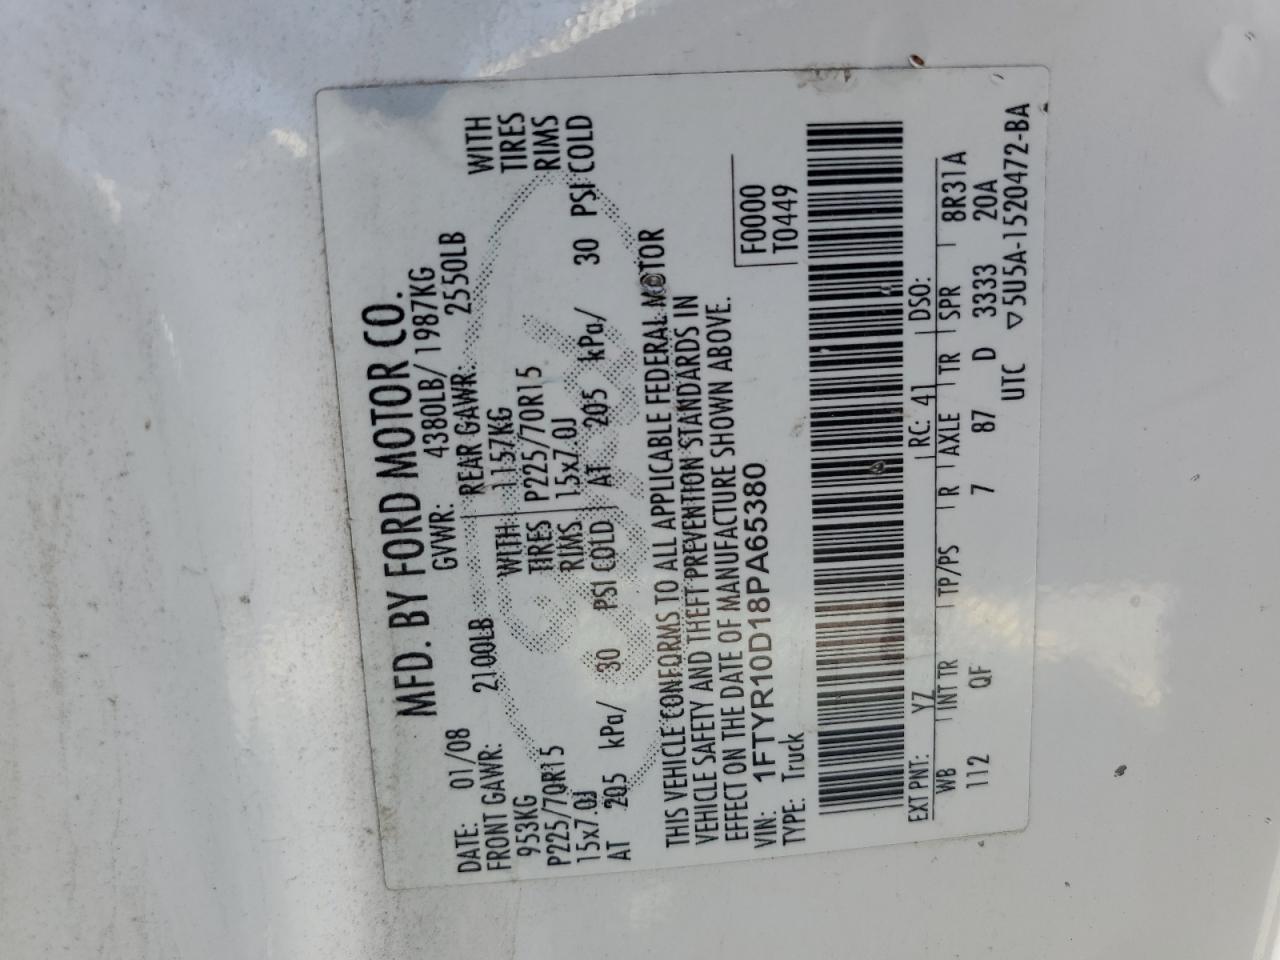 MFD. BY FORD MOTOR CO.
DATE: 01/08 GVWR: 4380LB/ 1987KG
FRONT GAWR: 2100LB REAR GAWR: 2550LB
953KG WITH 1157KG WITH
P225/70R15 TIRES P225/70R15 TIRES
15x7.0J RIMS 15x7.0J RIMS
AT 205 kPa/ 30 PSI COLD AT 205 kPa/ 30 PSI COLD
THIS VEHICLE CONFORMS TO ALL APPLICABLE FEDERAL MOTOR
VEHICLE SAFETY AND THEFT PREVENTION STANDARDS IN
EFFECT ON THE DATE OF MANUFACTURE SHOWN ABOVE.
VIN: 1FTYR10D18PA65380 F0000
TYPE: Truck T0449
EXT PNT: YZ RC: 41 DSO:
WB INT TR TP/PS R AXLE TR SPR 8R31A
112 QF 7 87 D 3333 20A
UTC ▽5U5A-1520472-BA